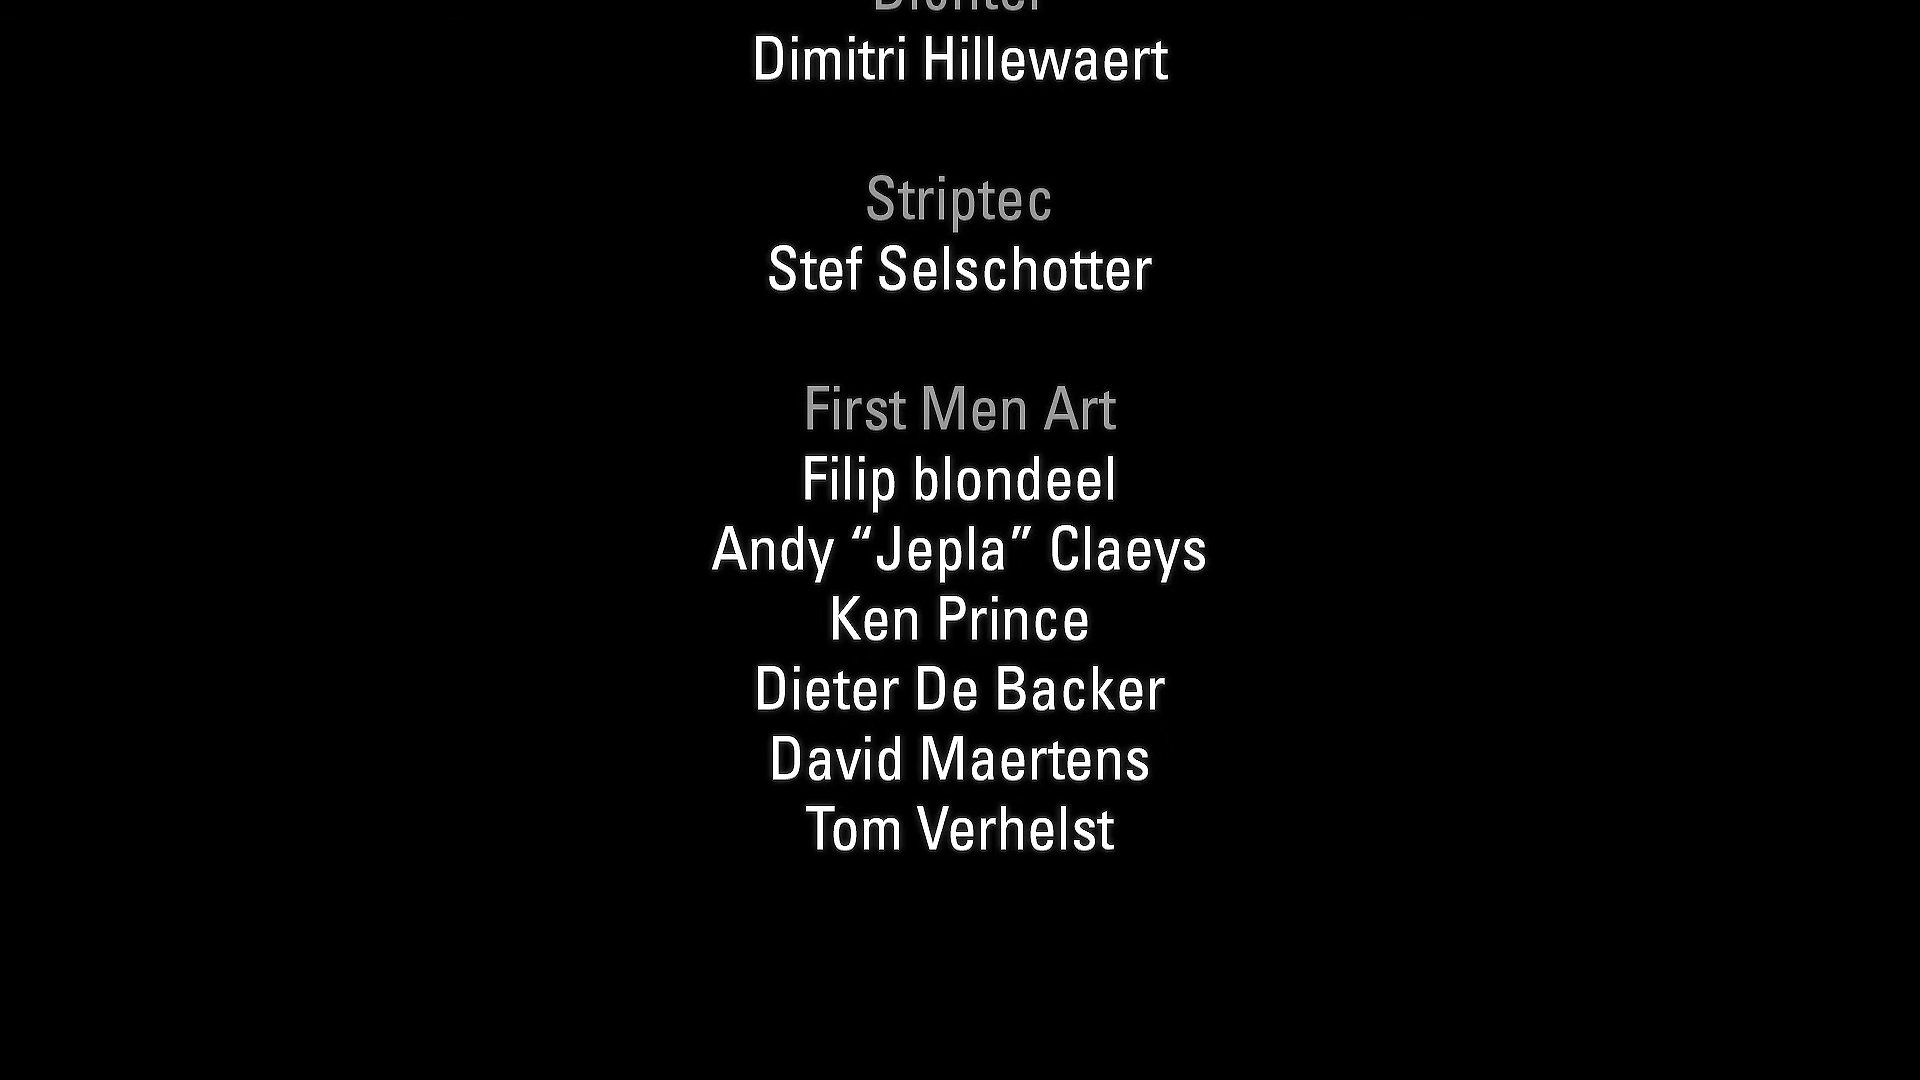 Dimitri Hillewaert
Striptec
Stef Selschotter
First Men Art
Filip blondeel
Andy “Jepla” Claeys
Ken Prince
Dieter De Backer
David Maertens
Tom Verhelst